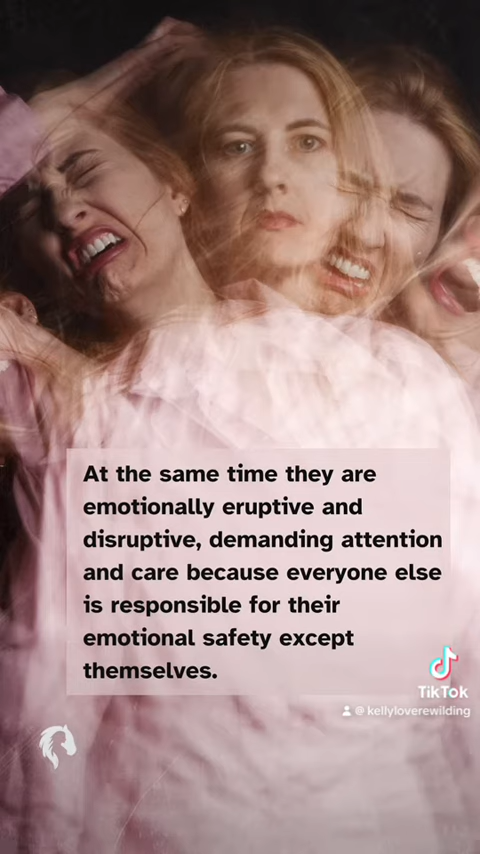 At the same time they are
emotionally eruptive and
disruptive, demanding attention
and care because everyone else
is responsible for their
emotional safety except
themselves.
TikTok
@kellyloverewilding